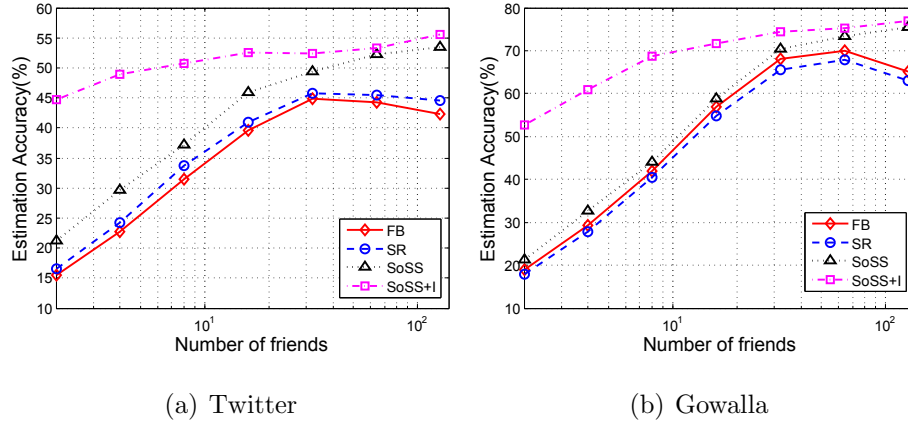 60
55
50
45
40
35
30
25
20
15
10
Estimation Accuracy(%)
10^1
10^2
Number of friends
FB
SR
SoSS
SoSS+I
(a) Twitter
80
70
60
50
40
30
20
10
Estimation Accuracy(%)
10^1
10^2
Number of friends
FB
SR
SoSS
SoSS+I
(b) Gowalla